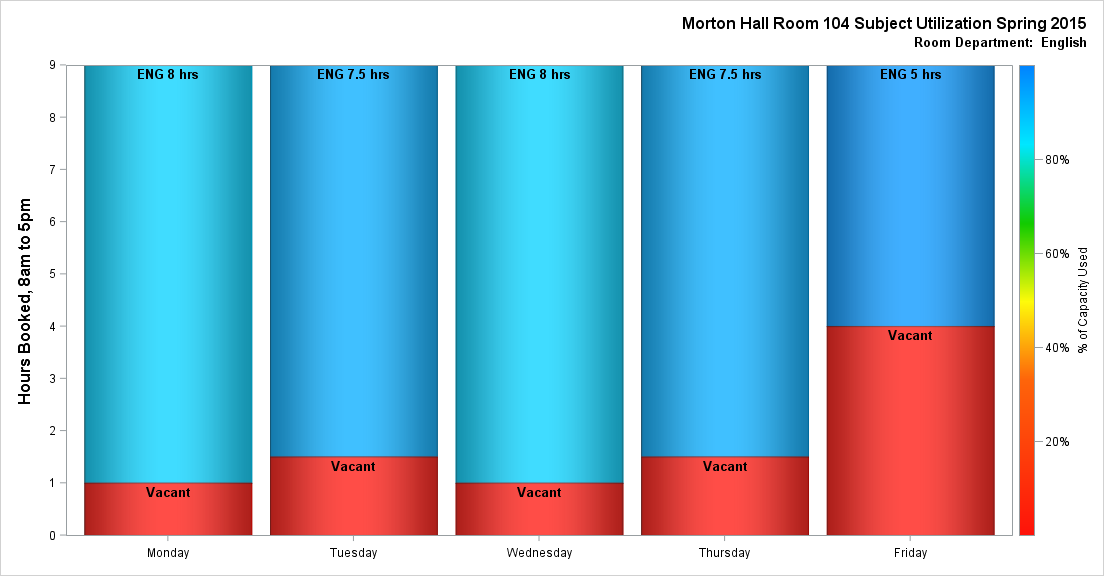 Morton Hall Room 104 Subject Utilization Spring 2015
Room Department:  English
Hours Booked, 8am to 5pm
9
8
7
6
5
4
3
2
1
0
ENG 8 hrs
ENG 7.5 hrs
ENG 8 hrs
ENG 7.5 hrs
ENG 5 hrs
Vacant
Vacant
Vacant
Vacant
Vacant
Monday
Tuesday
Wednesday
Thursday
Friday
80%
60%
40%
20%
% of Capacity Used